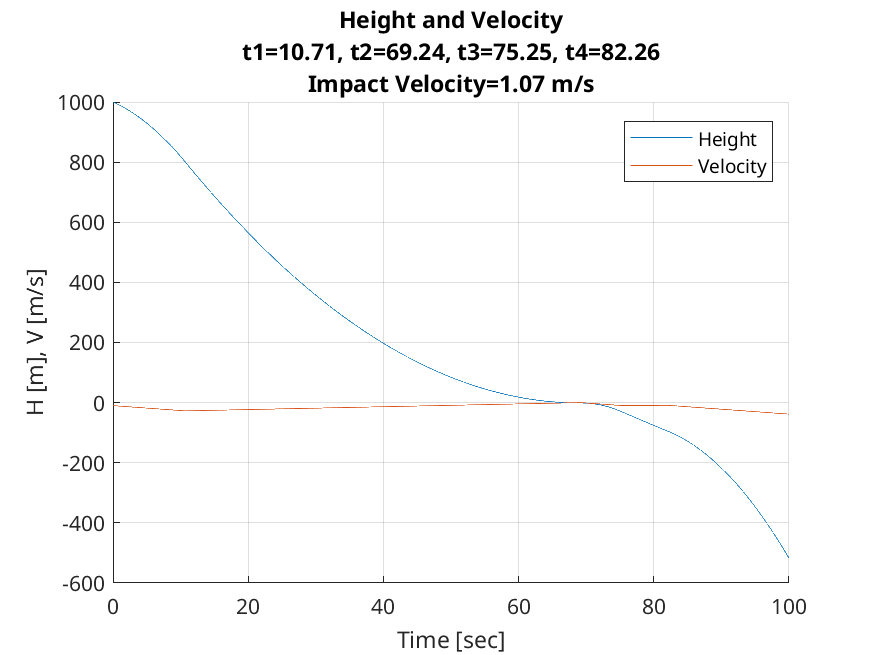 Height and Velocity
t1=10.71, t2=69.24, t3=75.25, t4=82.26
Impact Velocity=1.07 m/s
1000
800
600
400
200
0
-200
-400
-600
H [m], V [m/s]
Height
Velocity
0 20 40 60 80 100
Time [sec]